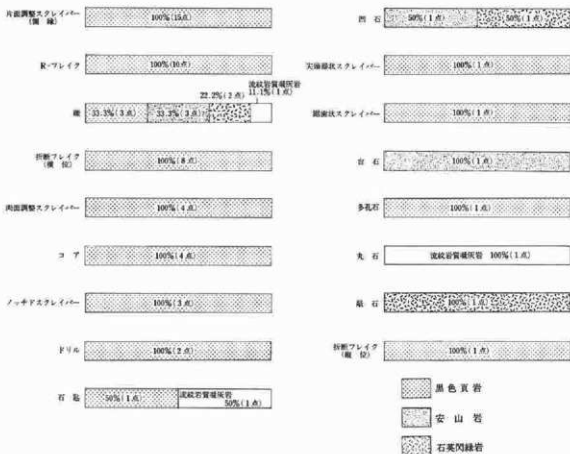 片面調整スクレイパー
(側縁)
100%(15点)
R・フレイク
100%(10点)
流紋岩質凝灰岩
22.2%(2点)
11.1%(1点)
礫
33.3%(3点)
33.3%(3点)
折断フレイク
(横位)
100%(8点)
両面調整スクレイパー
100%(4点)
コア
100%(4点)
ノッチドスクレイパー
100%(3点)
ドリル
100%(2点)
石匙
50%(1点)
流紋岩質凝灰岩
50%(1点)
凹石
50%(1点)
50%(1点)
尖頭器状スクレイパー
100%(1点)
鋸歯状スクレイパー
100%(1点)
台石
100%(1点)
多孔石
100%(1点)
丸石
流紋岩質凝灰岩 100%(1点)
敲石
100%(1点)
折断フレイク
(縦位)
100%(1点)
黒色頁岩
安山岩
石英閃緑岩